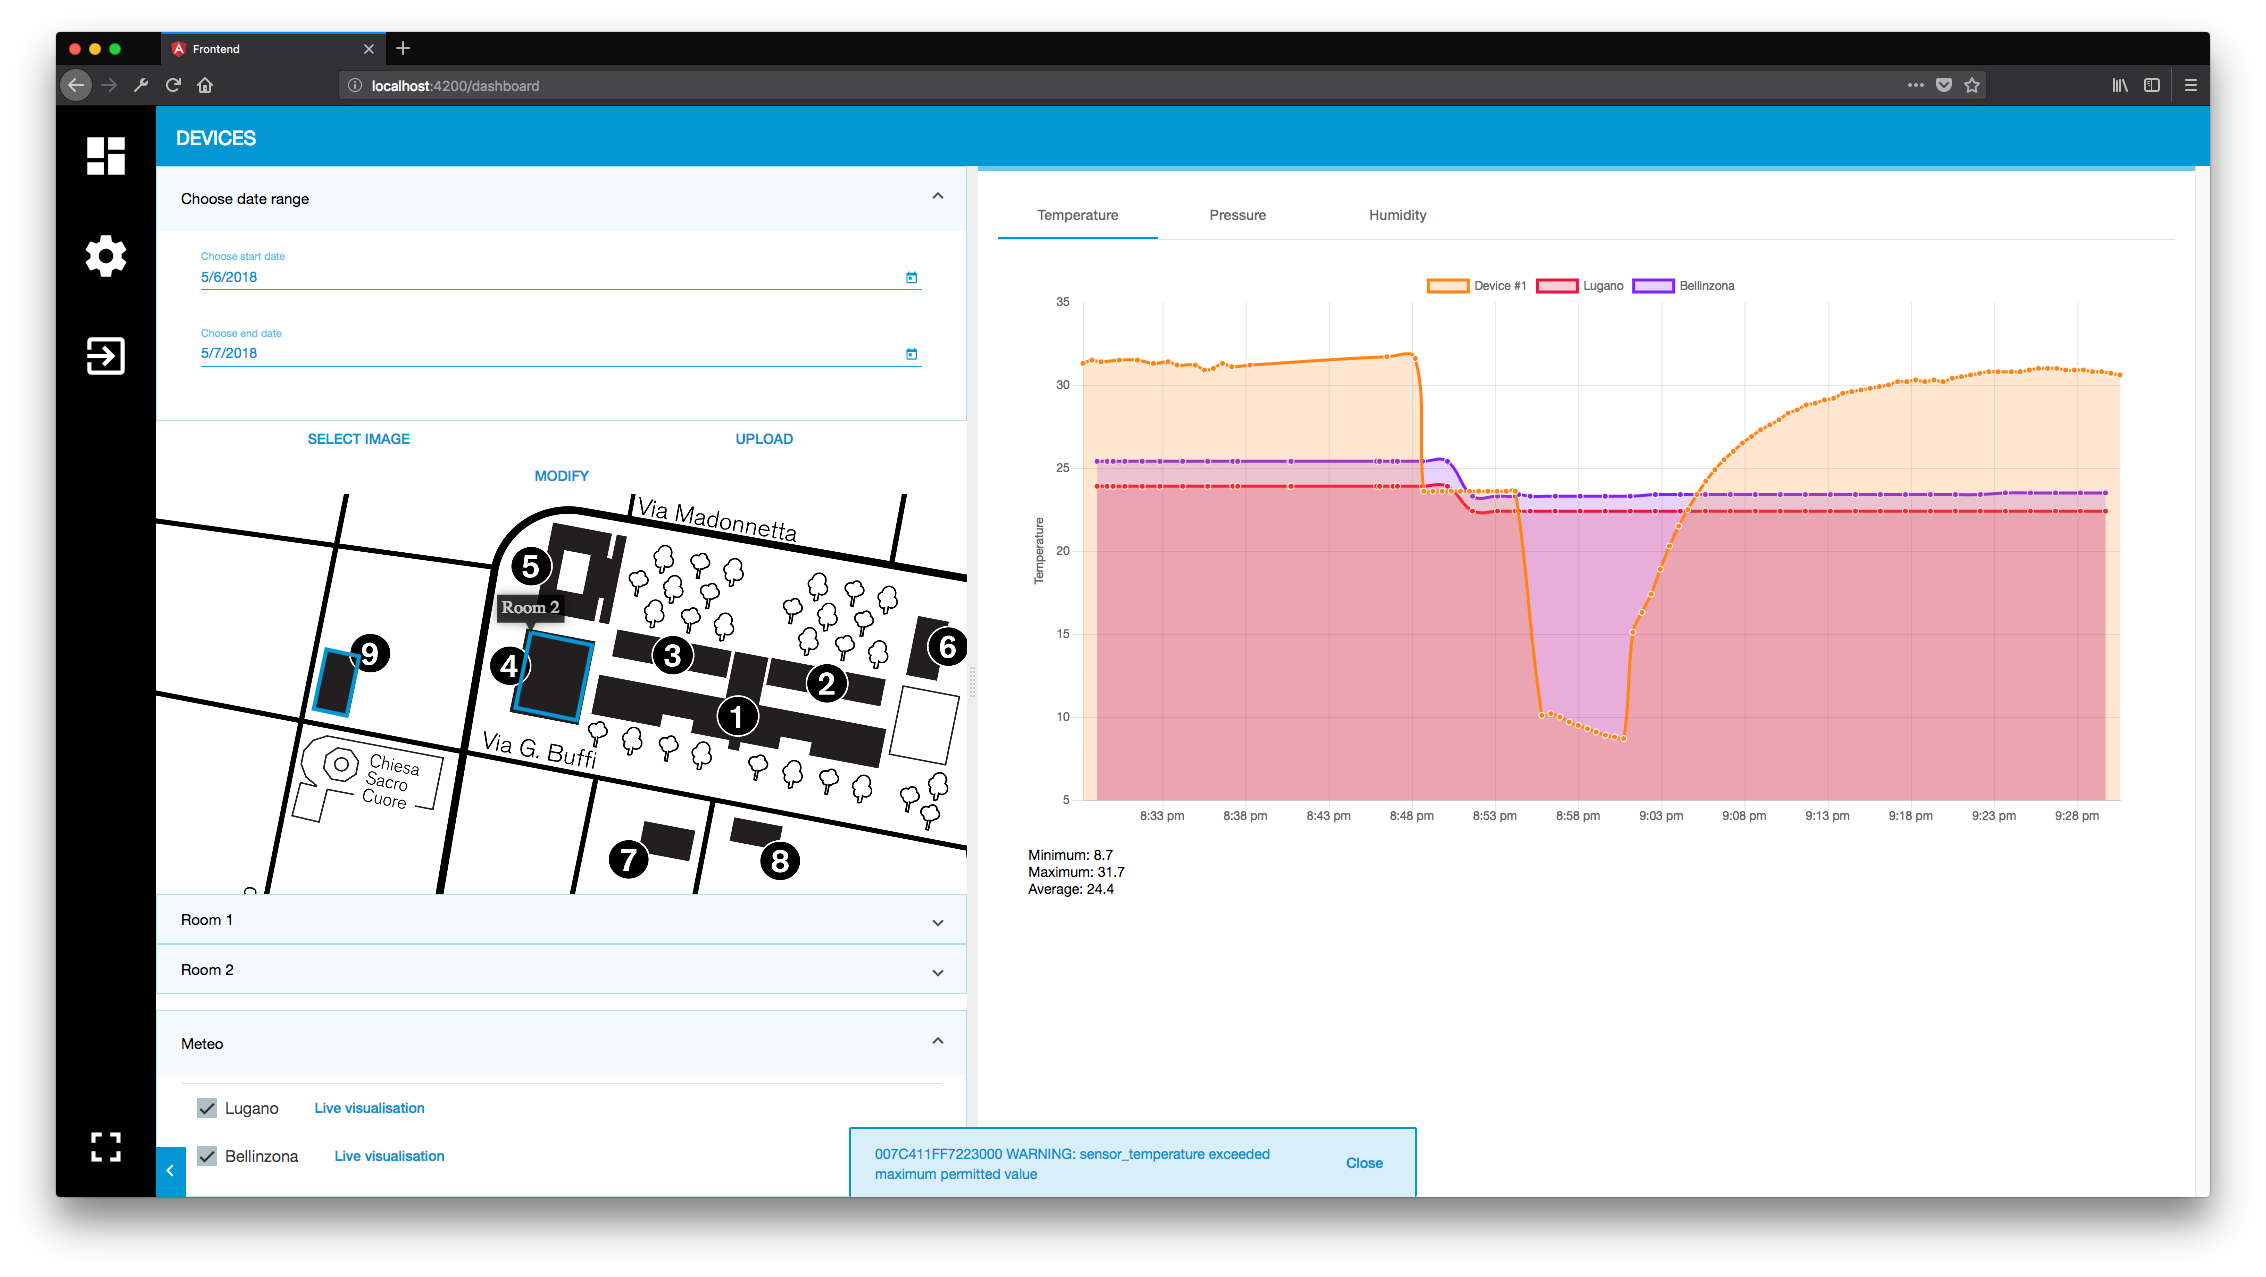 Frontend
localhost:4200/dashboard
DEVICES
Choose date range
Choose start date
5/6/2018
Choose end date
5/7/2018
SELECT IMAGE
UPLOAD
MODIFY
Via Madonnetta
5
Room 2
9
4
3
6
2
1
Via G. Buffi
Chiesa
Sacro
Cuore
7
8
Room 1
Room 2
Meteo
Lugano
Live visualisation
Bellinzona
Live visualisation
Temperature
Pressure
Humidity
Device #1
Lugano
Bellinzona
35
30
25
20
15
10
5
Temperature
8:33 pm
8:38 pm
8:43 pm
8:48 pm
8:53 pm
8:58 pm
9:03 pm
9:08 pm
9:13 pm
9:18 pm
9:23 pm
9:28 pm
Minimum: 8.7
Maximum: 31.7
Average: 24.4
007C411FF7223000 WARNING: sensor_temperature exceeded
maximum permitted value
Close